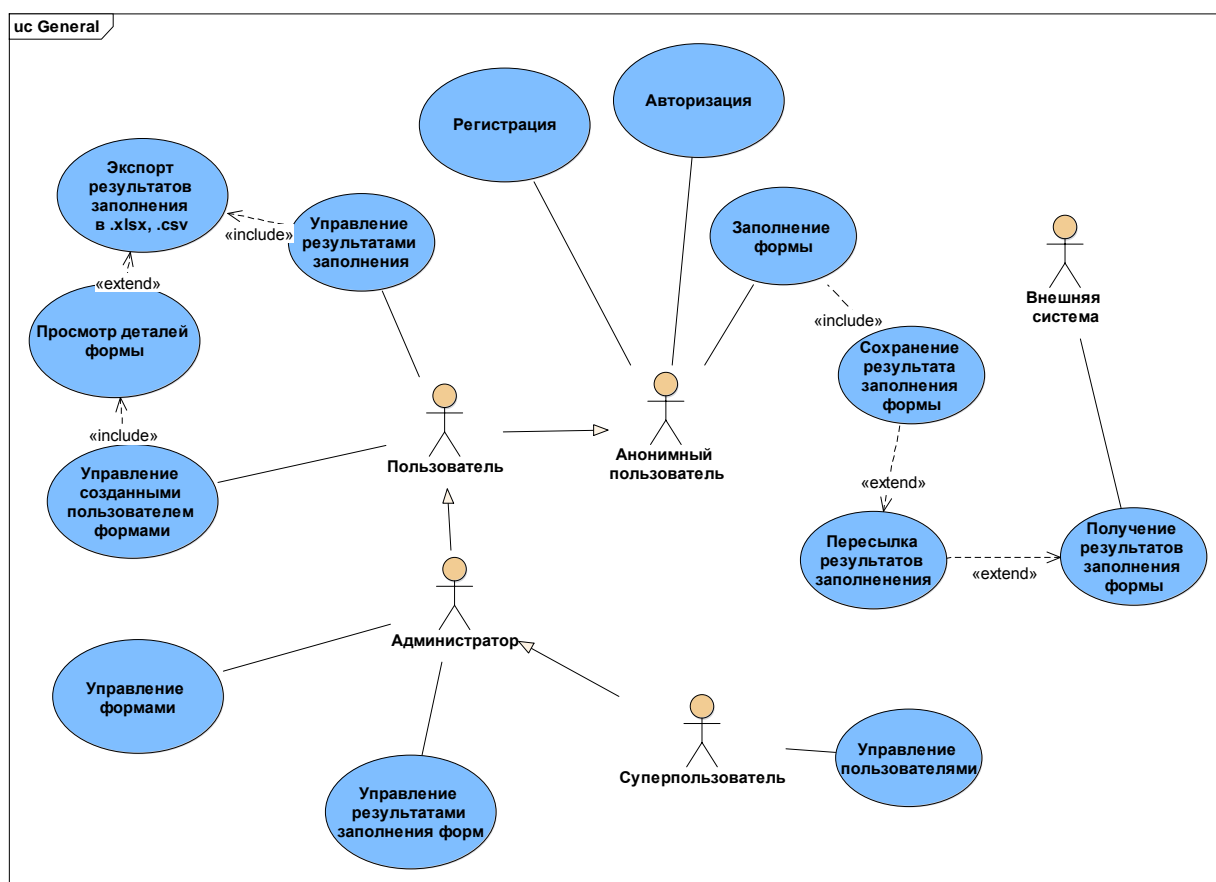 uc General
Регистрация
Авторизация
Экспорт
результатов
заполнения
в .xlsx, .csv
«include»
Управление
результатами
заполнения
Заполнение
формы
«include»
Внешняя
система
«extend»
Просмотр деталей
формы
Сохранение
результата
заполнения
формы
«include»
Пользователь
Анонимный
пользователь
Управление
созданными
пользователем
формами
«extend»
Пересылка
результатов
заполненения
«extend»
Получение
результатов
заполнения
формы
Администратор
Управление
формами
Управление
результатами
заполнения форм
Суперпользователь
Управление
пользователями